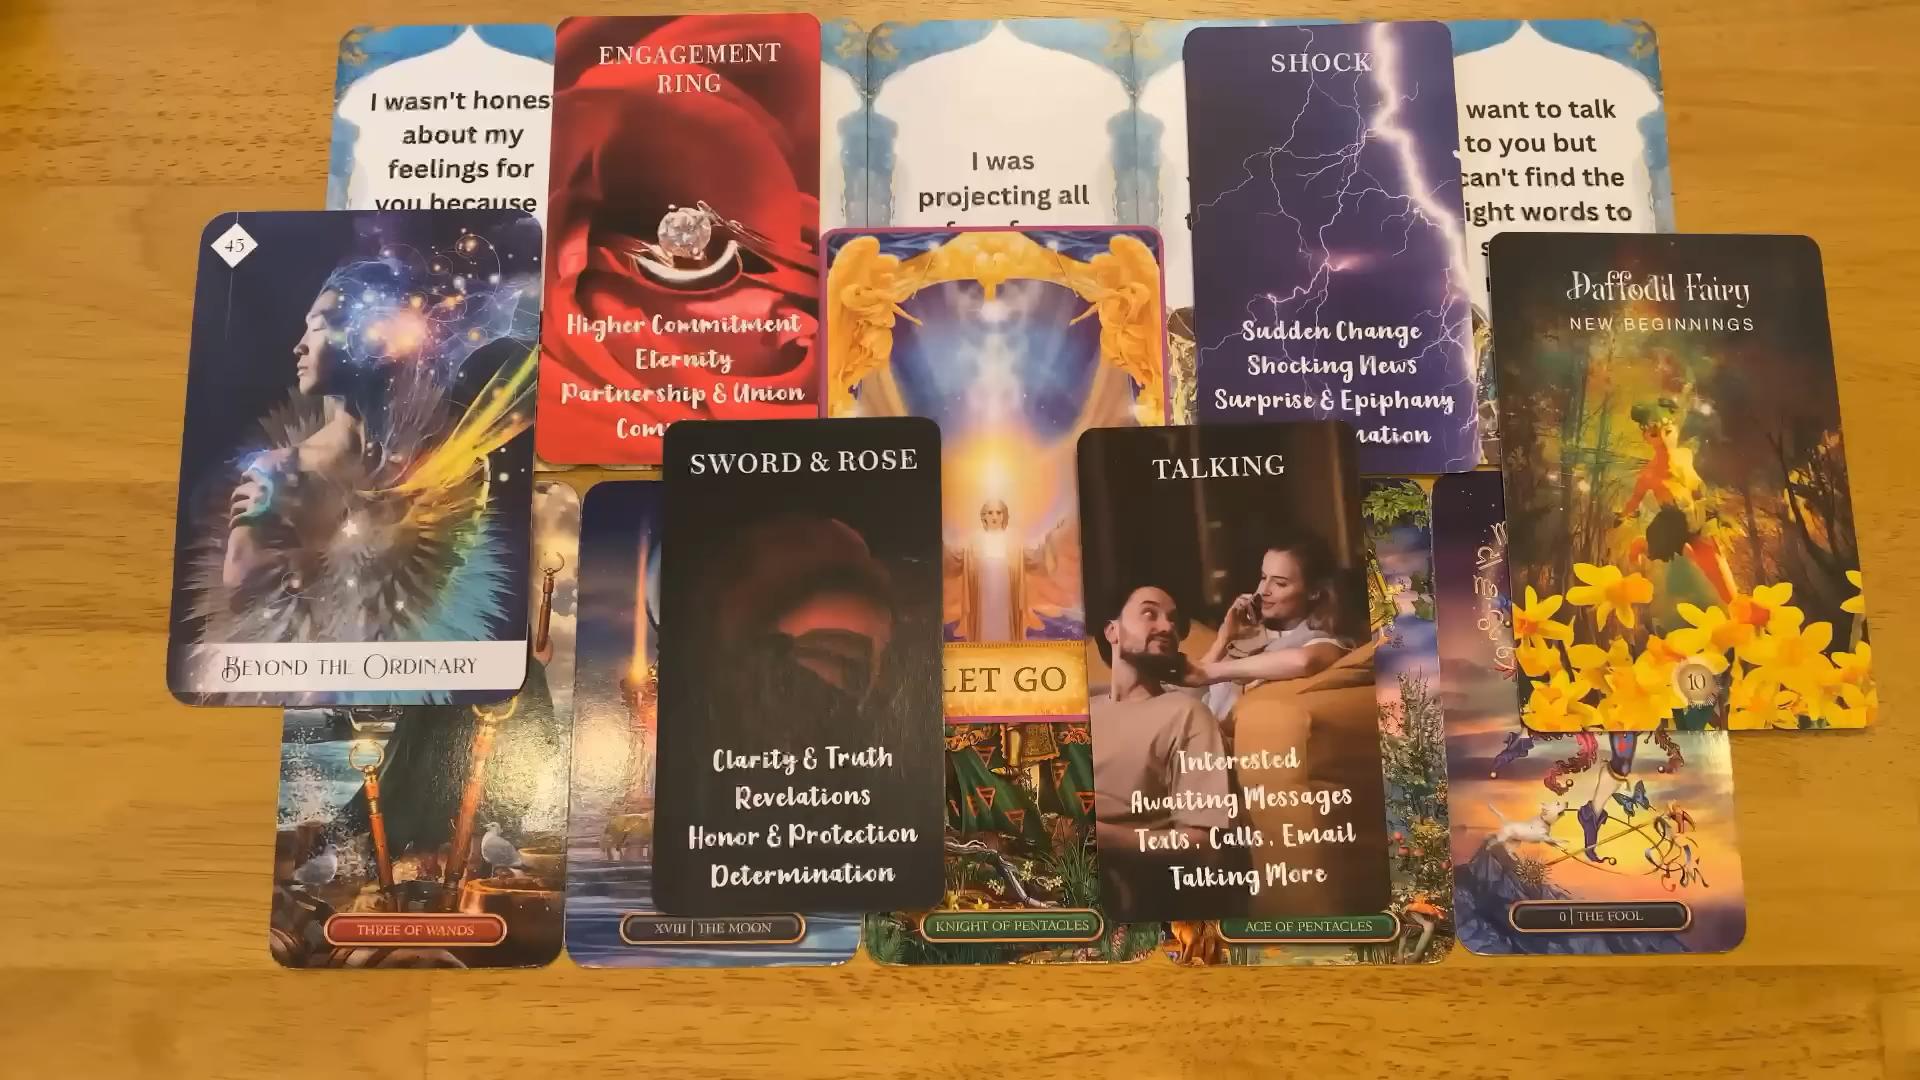 I wasn't hones
about my
feelings for
you because
ENGAGEMENT
RING
Higher Commitment
Eternity
Partnership & Union
I was
projecting all
SHOCK
Sudden Change
Shocking News
Surprise & Epiphany
want to talk
to you but
can't find the
ight words to
45
BEYOND THE ORDINARY
Daffodil Fairy
NEW BEGINNINGS
10
SWORD & ROSE
Clarity & Truth
Revelations
Honor & Protection
Determination
LET GO
TALKING
Interested
Awaiting Messages
Texts, Calls, Email
Talking More
THREE OF WANDS
XVIII | THE MOON
KNIGHT OF PENTACLES
ACE OF PENTACLES
0 | THE FOOL